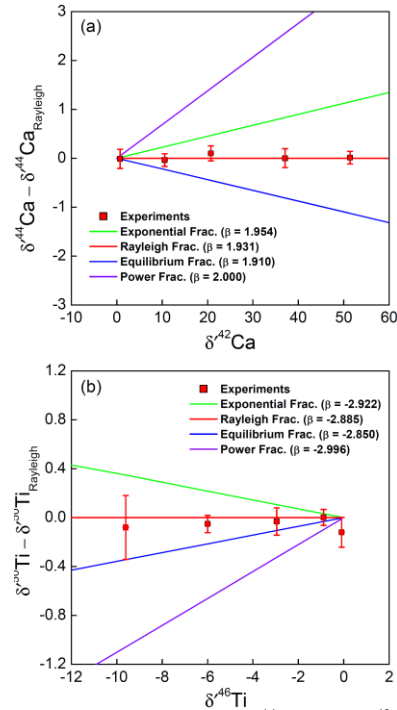 (a)
3
2
1
0
-1
-2
-3
δ′⁴⁴Ca – δ′⁴⁴Ca_Rayleigh
Experiments
Exponential Frac. (β = 1.954)
Rayleigh Frac. (β = 1.931)
Equilibrium Frac. (β = 1.910)
Power Frac. (β = 2.000)
-10 0 10 20 30 40 50 60
δ′⁴²Ca
(b)
1.2
0.8
0.4
0.0
-0.4
-0.8
-1.2
δ′⁵⁰Ti – δ′⁵⁰Ti_Rayleigh
Experiments
Exponential Frac. (β = -2.922)
Rayleigh Frac. (β = -2.885)
Equilibrium Frac. (β = -2.850)
Power Frac. (β = -2.996)
-12 -10 -8 -6 -4 -2 0 2
δ′⁴⁶Ti